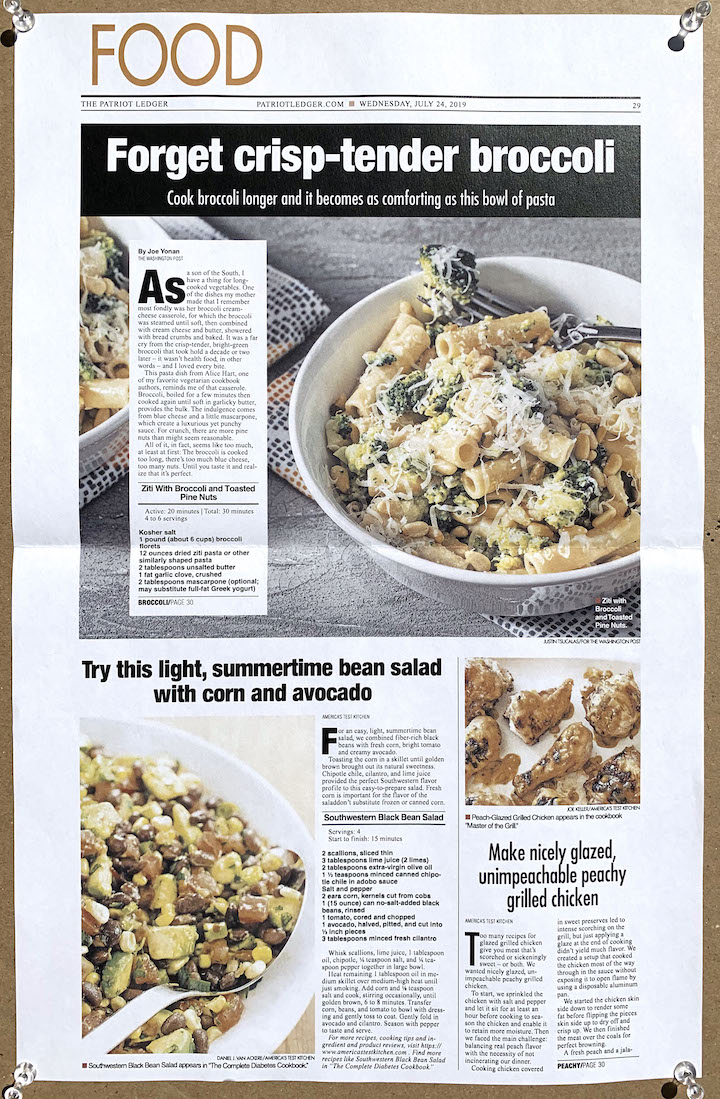 FOOD
THE PATRIOT LEDGER
PATRIOTLEDGER.COM ■ WEDNESDAY, JULY 24, 2019
29
Forget crisp-tender broccoli
Cook broccoli longer and it becomes as comforting as this bowl of pasta
By Joe Yonan
THE WASHINGTON POST
As a son of the South, I
have a thing for long-
cooked vegetables. One
of the dishes my mother
made that I remember
most fondly was her broccoli cream-
cheese casserole, for which the broccoli
was steamed until soft, then combined
with cream cheese and butter, showered
with bread crumbs and baked. It was a far
cry from the crisp-tender, bright-green
broccoli that took hold a decade or two
later – it wasn't health food, in other
words – and I loved every bite.
This pasta dish from Alice Hart, one
of my favorite vegetarian cookbook
authors, reminds me of that casserole.
Broccoli, boiled for a few minutes then
cooked again until soft in garlicky butter,
provides the bulk. The indulgence comes
from blue cheese and a little mascarpone,
which create a luxurious yet punchy
sauce. For crunch, there are more pine
nuts than might seem reasonable.
All of it, in fact, seems like too much,
at least at first: The broccoli is cooked
too long, there's too much blue cheese,
too many nuts. Until you taste it and real-
ize that it's perfect.
Ziti With Broccoli and Toasted
Pine Nuts
Active: 20 minutes | Total: 30 minutes
4 to 6 servings
Kosher salt
1 pound (about 6 cups) broccoli
florets
12 ounces dried ziti pasta or other
similarly shaped pasta
2 tablespoons unsalted butter
1 fat garlic clove, crushed
2 tablespoons mascarpone (optional;
may substitute full-fat Greek yogurt)
BROCCOLI/PAGE 30
■ Ziti with
Broccoli
and Toasted
Pine Nuts.
JUSTIN TSUCALAS/FOR THE WASHINGTON POST
Try this light, summertime bean salad
with corn and avocado
AMERICA'S TEST KITCHEN
For an easy, light, summertime bean
salad, we combined fiber-rich black
beans with fresh corn, bright tomato
and creamy avocado.
Toasting the corn in a skillet until golden
brown brought out its natural sweetness.
Chipotle chile, cilantro, and lime juice
provided the perfect Southwestern flavor
profile to this easy-to-prepare salad. Fresh
corn is important for the flavor of the
saladdon't substitute frozen or canned corn.
Southwestern Black Bean Salad
Servings: 4
Start to finish: 15 minutes
2 scallions, sliced thin
3 tablespoons lime juice (2 limes)
2 tablespoons extra-virgin olive oil
1 ½ teaspoons minced canned chipo-
tle chile in adobo sauce
Salt and pepper
2 ears corn, kernels cut from cobs
1 (15 ounce) can no-salt-added black
beans, rinsed
1 tomato, cored and chopped
1 avocado, halved, pitted, and cut into
½ inch pieces
3 tablespoons minced fresh cilantro
Whisk scallions, lime juice, 1 tablespoon
oil, chipotle, ¼ teaspoon salt, and ¼ tea-
spoon pepper together in large bowl.
Heat remaining 1 tablespoon oil in me-
dium skillet over medium-high heat until
just smoking. Add corn and ¼ teaspoon
salt and cook, stirring occasionally, until
golden brown, 6 to 8 minutes. Transfer
corn, beans, and tomato to bowl with dress-
ing and gently toss to coat. Gently fold in
avocado and cilantro. Season with pepper
to taste and serve.
For more recipes, cooking tips and in-
gredient and product reviews, visit https://
www.americastestkitchen.com . Find more
recipes like Southwestern Black Bean Salad
in "The Complete Diabetes Cookbook."
DANIEL J. VAN ACKERE/AMERICA'S TEST KITCHEN
■ Southwestern Black Bean Salad appears in "The Complete Diabetes Cookbook."
JOE KELLER/AMERICA'S TEST KITCHEN
■ Peach-Glazed Grilled Chicken appears in the cookbook
"Master of the Grill."
Make nicely glazed,
unimpeachable peachy
grilled chicken
AMERICA'S TEST KITCHEN
Too many recipes for
glazed grilled chicken
give you meat that's
scorched or sickeningly
sweet – or both. We
wanted nicely glazed, un-
impeachable peachy grilled
chicken.
To start, we sprinkled the
chicken with salt and pepper
and let it sit for at least an
hour before cooking to sea-
son the chicken and enable it
to retain more moisture. Then
we faced the main challenge:
balancing real peach flavor
with the necessity of not
incinerating our dinner.
Cooking chicken covered
in sweet preserves led to
intense scorching on the
grill, but just applying a
glaze at the end of cooking
didn't yield much flavor. We
created a setup that cooked
the chicken most of the way
through in the sauce without
exposing it to open flame by
using a disposable aluminum
pan.
We started the chicken skin
side down to render some
fat before flipping the pieces
skin side up to dry off and
crisp up. We then finished
the meat over the coals for
perfect browning.
A fresh peach and a jala-
PEACHY/PAGE 30